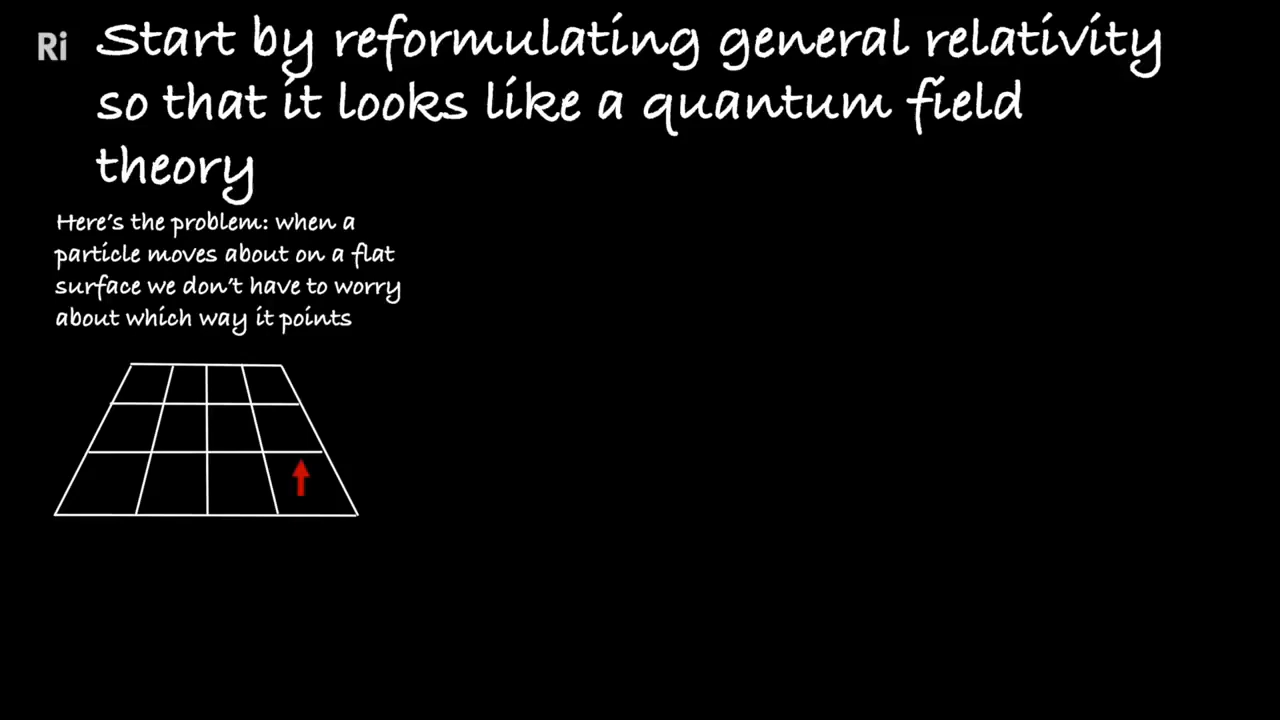 Ri
Start by reformulating general relativity
so that it looks like a quantum field
theory
Here's the problem: when a
particle moves about on a flat
surface we don't have to worry
about which way it points